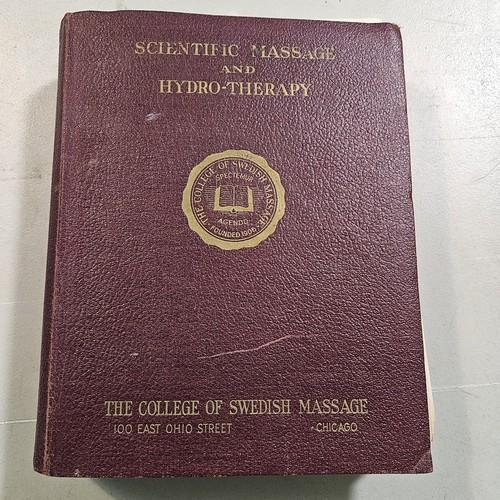 SCIENTIFIC MASSAGE
AND
HYDRO-THERAPY
THE COLLEGE OF SWEDISH MASSAGE
SPECTEMUR
AGENDO
FOUNDED 1906
THE COLLEGE OF SWEDISH MASSAGE
100 EAST OHIO STREET - CHICAGO